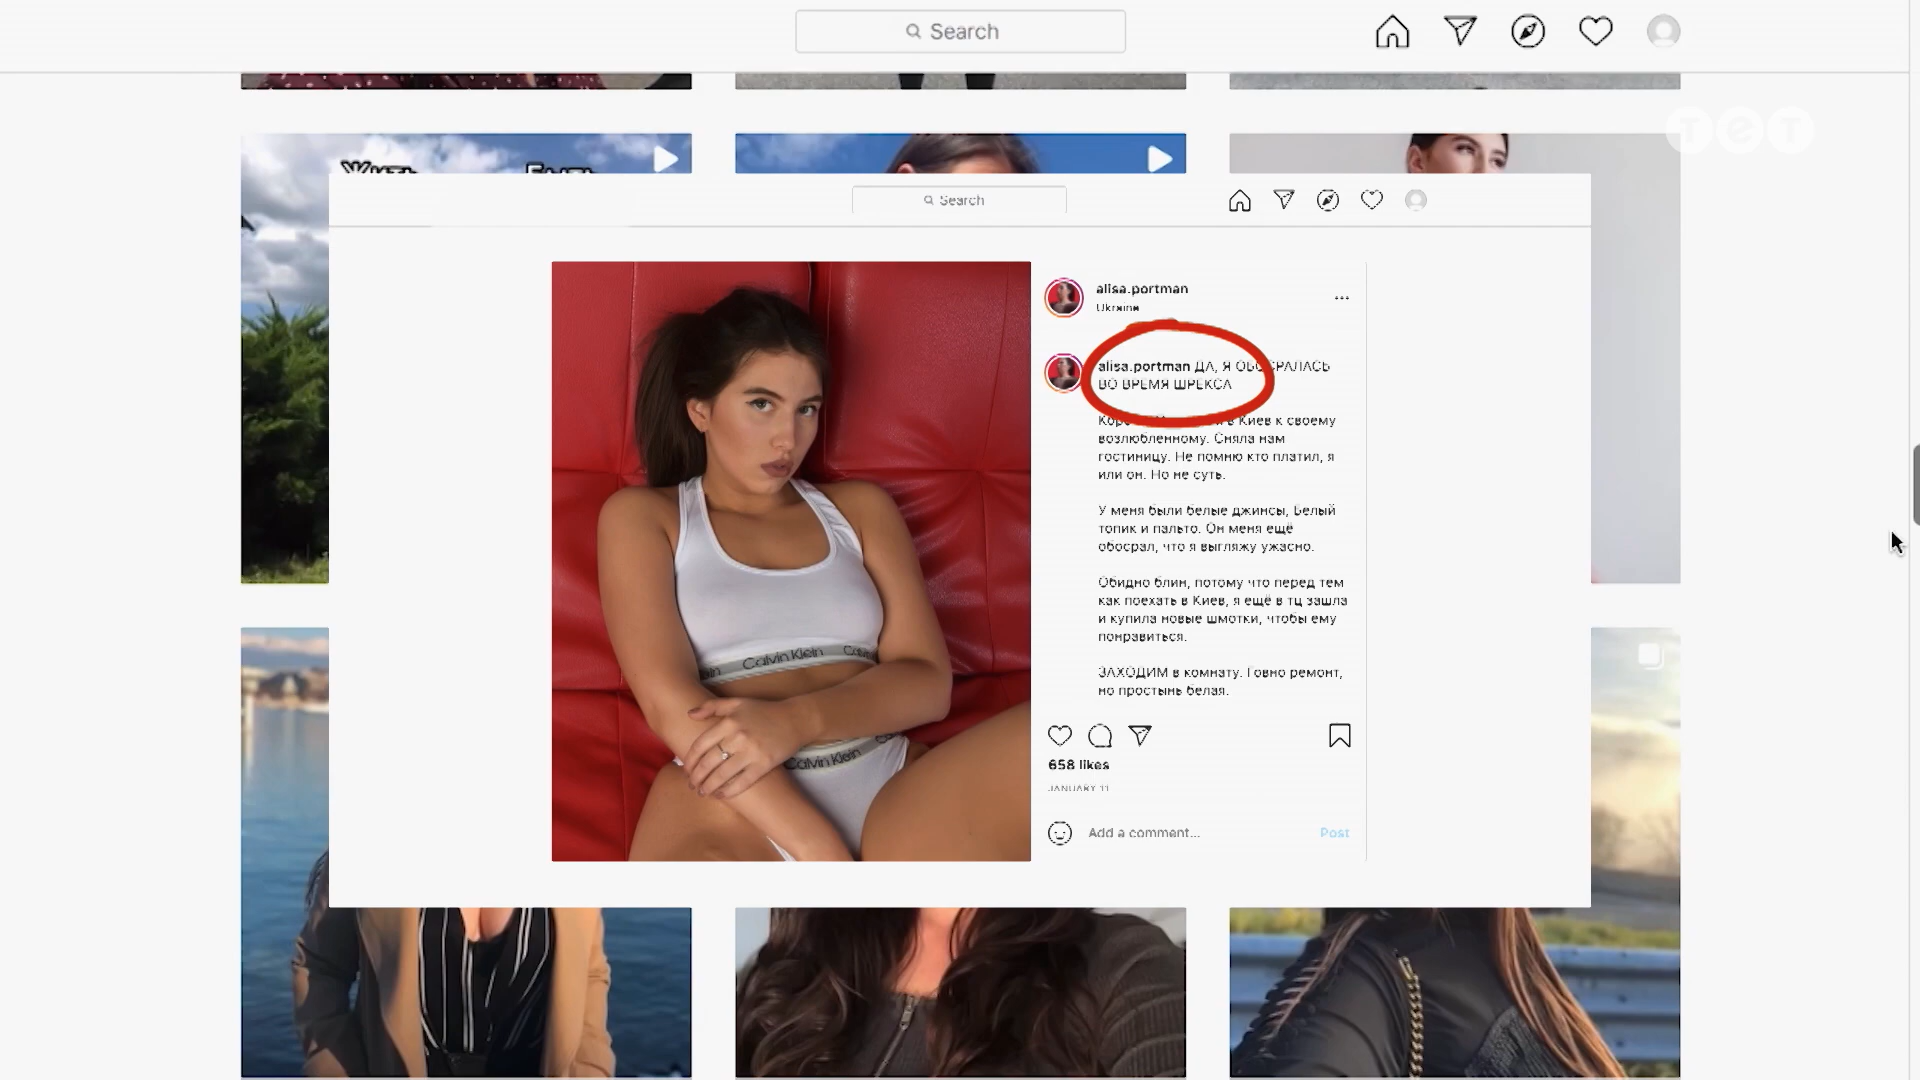 Search
тет
Жить
Быть
Search
alisa.portman
Ukraine
alisa.portman ДА, Я ОБОСРАЛАСЬ
ВО ВРЕМЯ ШРЕКСА
в Киев к своему
возлюбленному. Сняла нам
гостиницу. Не помню кто платил, я
или он. Но не суть.
У меня были белые джинсы, Белый
топик и пальто. Он меня ещё
обосрал, что я выгляжу ужасно.
Обидно блин, потому что перед тем
как поехать в Киев, я ещё в тц зашла
и купила новые шмотки, чтобы ему
понравиться.
ЗАХОДИМ в комнату. Говно ремонт,
но простынь белая.
Calvin Klein
Calvin Klein
658 likes
JANUARY 11
Add a comment...
Post